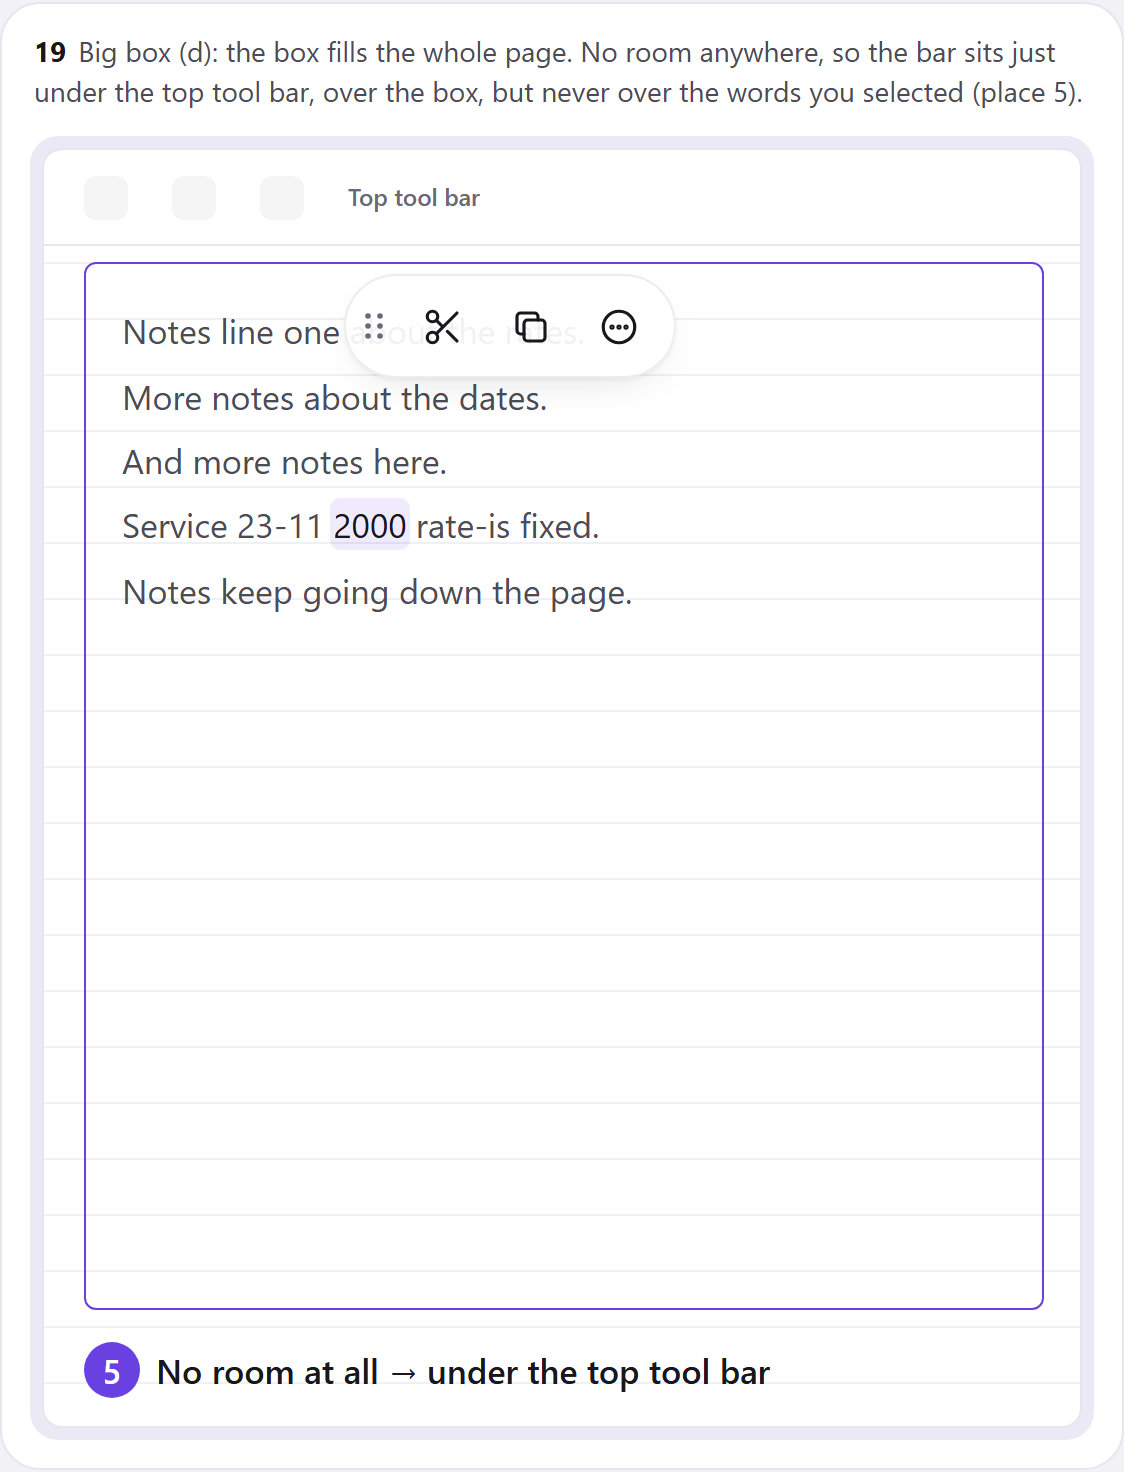 19 Big box (d): the box fills the whole page. No room anywhere, so the bar sits just
under the top tool bar, over the box, but never over the words you selected (place 5).
Top tool bar
Notes line one about the rates.
More notes about the dates.
And more notes here.
Service 23-11 2000 rate-is fixed.
Notes keep going down the page.
5 No room at all → under the top tool bar